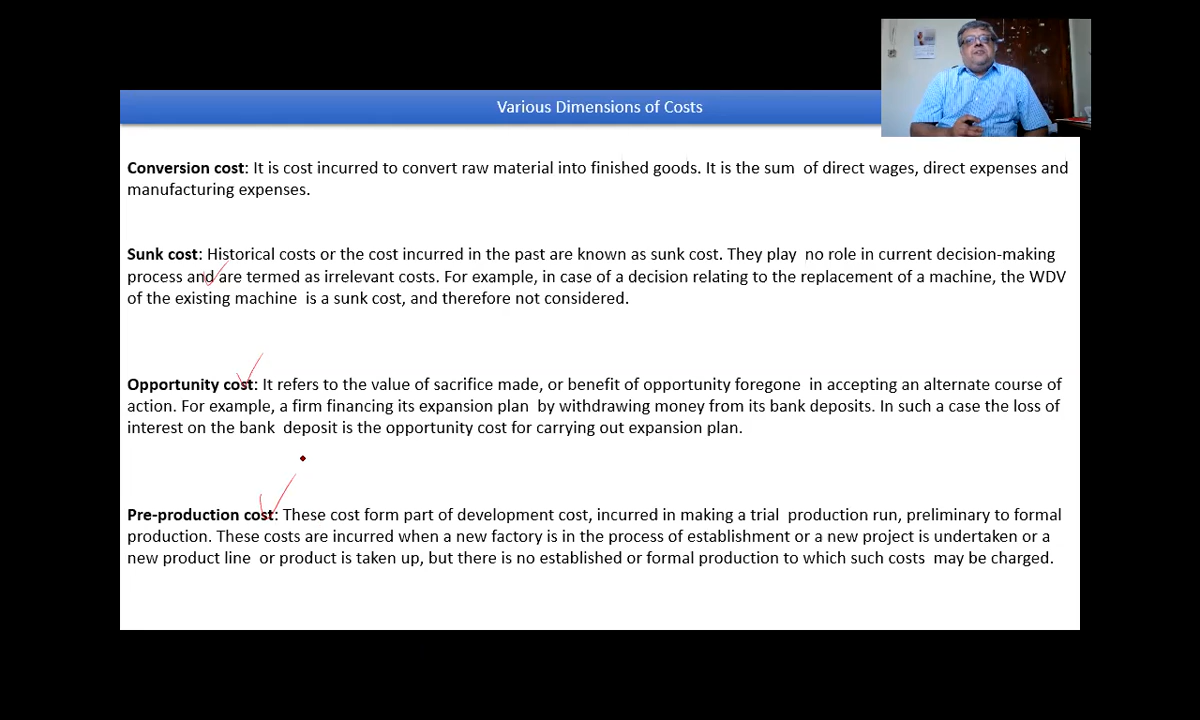 Various Dimensions of Costs
Conversion cost: It is cost incurred to convert raw material into finished goods. It is the sum of direct wages, direct expenses and
manufacturing expenses.
Sunk cost: Historical costs or the cost incurred in the past are known as sunk cost. They play no role in current decision-making
process and are termed as irrelevant costs. For example, in case of a decision relating to the replacement of a machine, the WDV
of the existing machine is a sunk cost, and therefore not considered.
Opportunity cost: It refers to the value of sacrifice made, or benefit of opportunity foregone in accepting an alternate course of
action. For example, a firm financing its expansion plan by withdrawing money from its bank deposits. In such a case the loss of
interest on the bank deposit is the opportunity cost for carrying out expansion plan.
Pre-production cost: These cost form part of development cost, incurred in making a trial production run, preliminary to formal
production. These costs are incurred when a new factory is in the process of establishment or a new project is undertaken or a
new product line or product is taken up, but there is no established or formal production to which such costs may be charged.